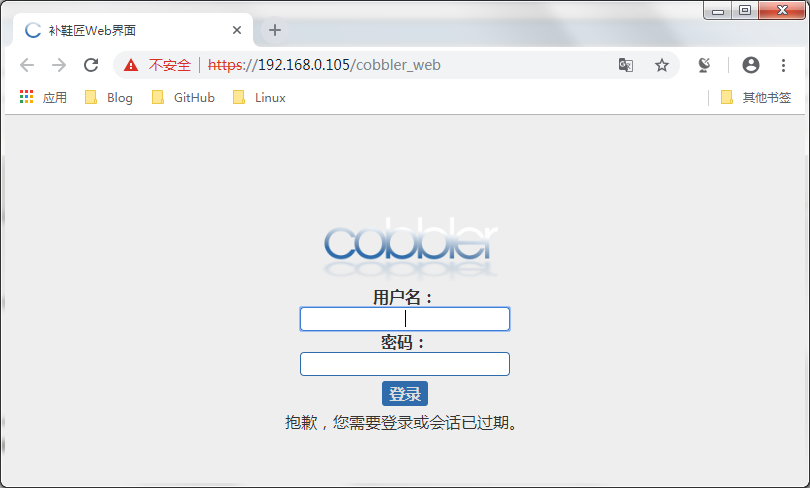 补鞋匠Web界面
不安全 | https://192.168.0.105/cobbler_web
应用 Blog GitHub Linux 其他书签
cobbler
用户名：
密码：
登录
抱歉，您需要登录或会话已过期。